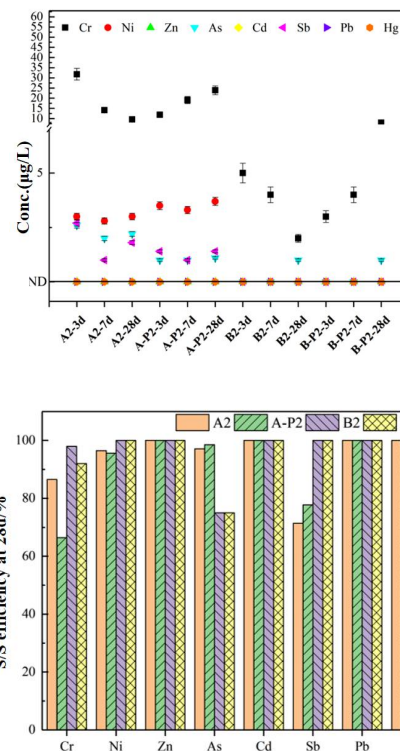 Cr Ni Zn As Cd Sb Pb Hg
60
55
50
45
40
35
30
25
20
15
10
5
ND
Conc.(μg/L)
A2-3d A2-7d A2-28d A-P2-3d A-P2-7d A-P2-28d B2-3d B2-7d B2-28d B-P2-3d B-P2-7d B-P2-28d
A2 A-P2 B2
100
80
60
40
20
0
S/S efficiency at 28d/%
Cr Ni Zn As Cd Sb Pb